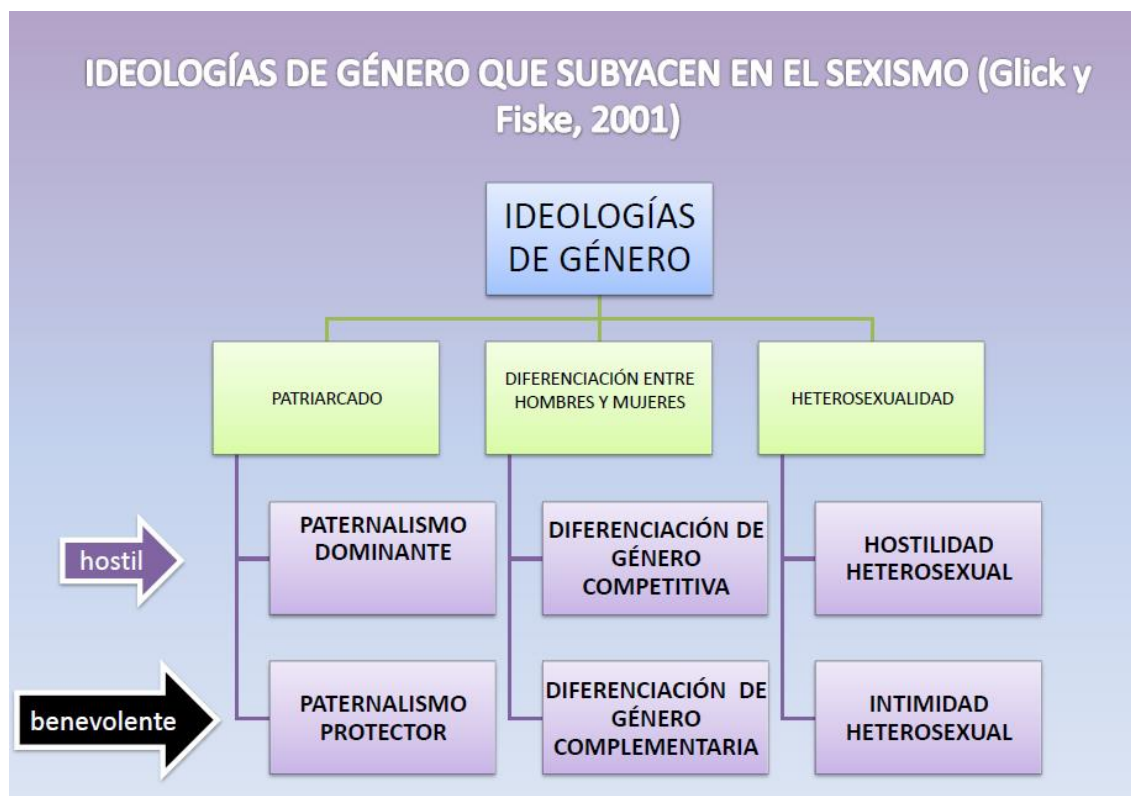 IDEOLOGÍAS DE GÉNERO QUE SUBYACEN EN EL SEXISMO (Glick y
Fiske, 2001)
IDEOLOGÍAS
DE GÉNERO
PATRIARCADO
DIFERENCIACIÓN ENTRE
HOMBRES Y MUJERES
HETEROSEXUALIDAD
hostil
PATERNALISMO
DOMINANTE
DIFERENCIACIÓN DE
GÉNERO
COMPETITIVA
HOSTILIDAD
HETEROSEXUAL
benevolente
PATERNALISMO
PROTECTOR
DIFERENCIACIÓN DE
GÉNERO
COMPLEMENTARIA
INTIMIDAD
HETEROSEXUAL